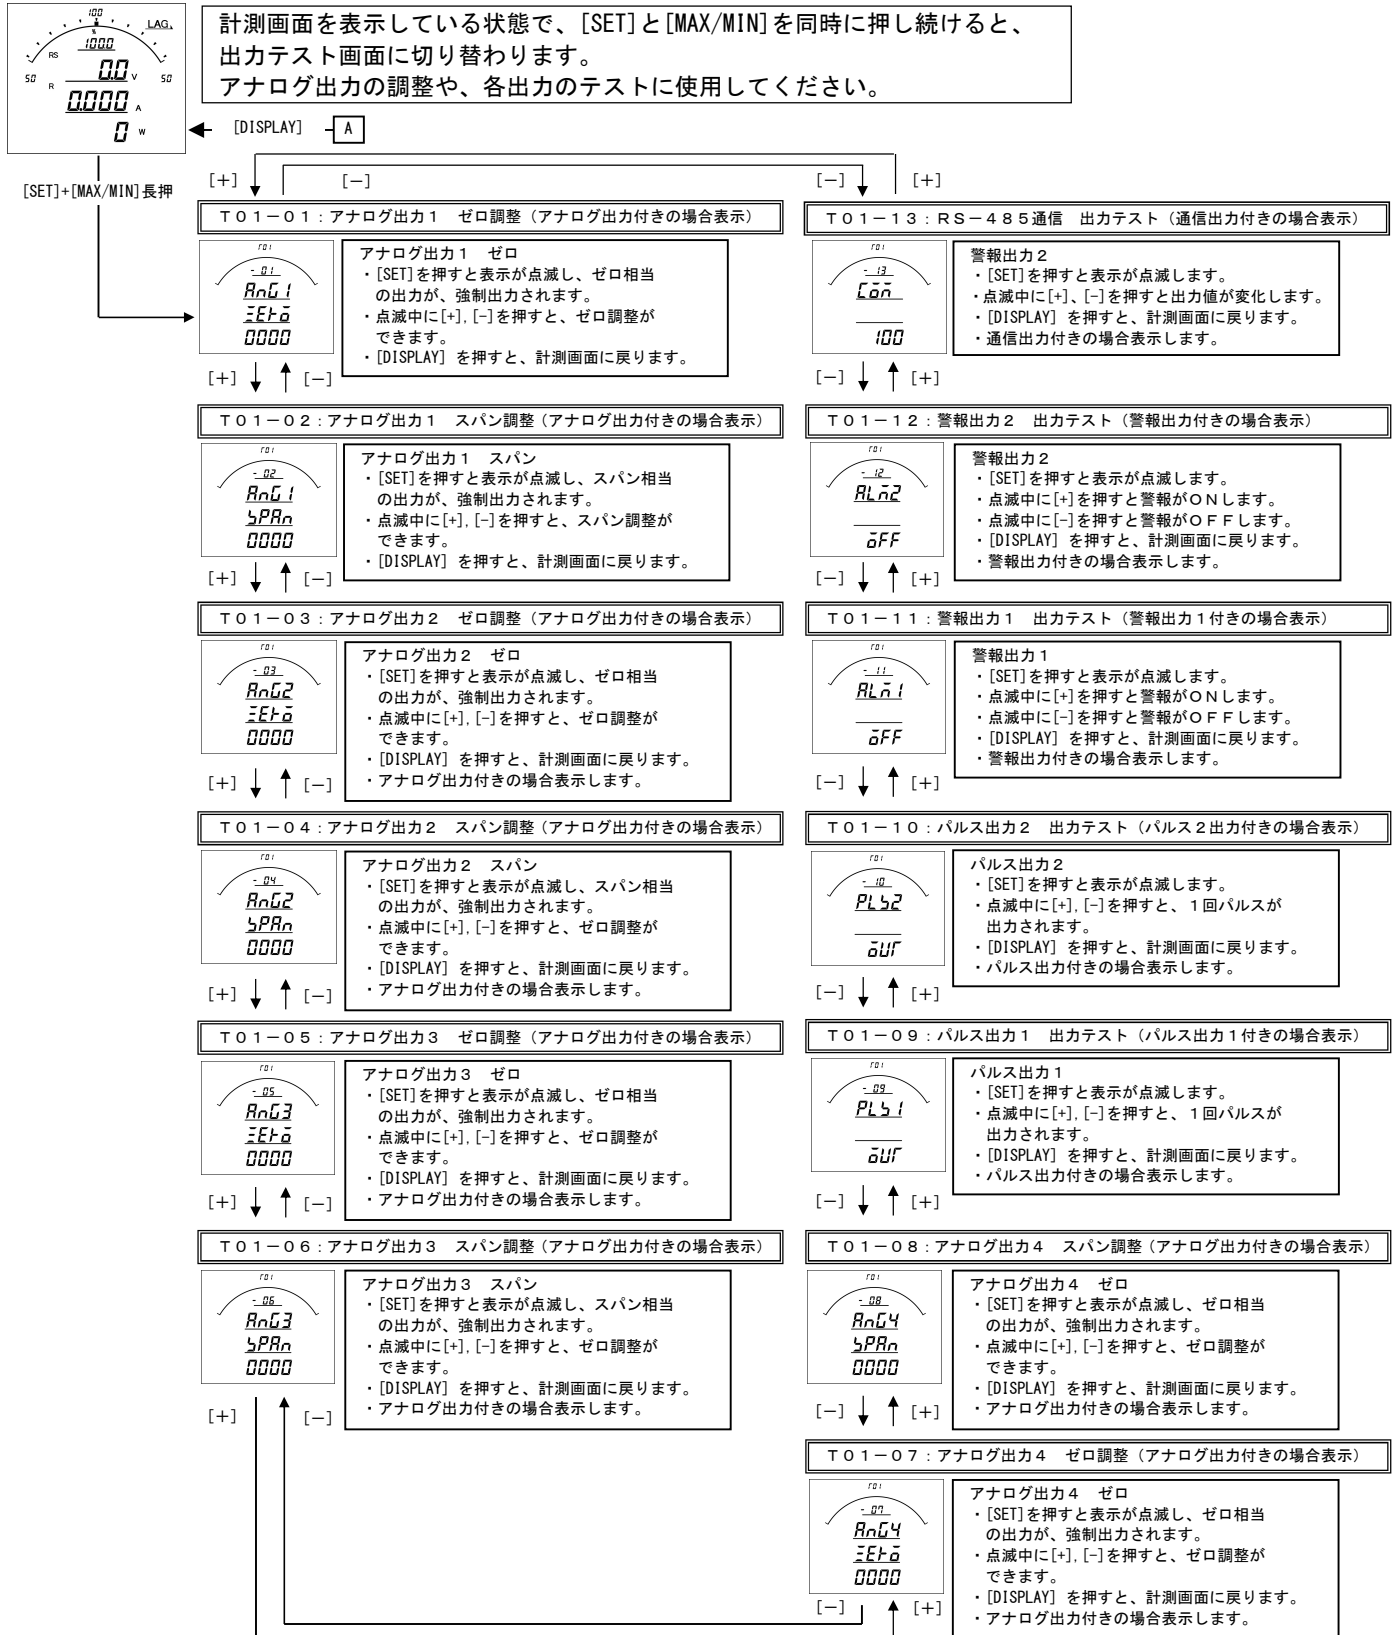 計測画面を表示している状態で、[SET]と[MAX/MIN]を同時に押し続けると、
出力テスト画面に切り替わります。
アナログ出力の調整や、各出力のテストに使用してください。
100
%
LAG
RS
100.0
50
0.0 V
50
R
0.000 A
0 W
[DISPLAY]
A
[SET]+[MAX/MIN]長押
[+]
[−]
T01−01:アナログ出力1 ゼロ調整(アナログ出力付きの場合表示)
T01
-01
AnG1
ZERO
0000
アナログ出力1 ゼロ
・[SET]を押すと表示が点滅し、ゼロ相当
の出力が、強制出力されます。
・点滅中に[+],[-]を押すと、ゼロ調整が
できます。
・[DISPLAY] を押すと、計測画面に戻ります。
[+]
[−]
T01−02:アナログ出力1 スパン調整(アナログ出力付きの場合表示)
T01
-02
AnG1
SPAn
0000
アナログ出力1 スパン
・[SET]を押すと表示が点滅し、スパン相当
の出力が、強制出力されます。
・点滅中に[+],[-]を押すと、スパン調整が
できます。
・[DISPLAY] を押すと、計測画面に戻ります。
[+]
[−]
T01−03:アナログ出力2 ゼロ調整(アナログ出力付きの場合表示)
T01
-03
AnG2
ZERO
0000
アナログ出力2 ゼロ
・[SET]を押すと表示が点滅し、ゼロ相当
の出力が、強制出力されます。
・点滅中に[+],[-]を押すと、ゼロ調整が
できます。
・[DISPLAY] を押すと、計測画面に戻ります。
・アナログ出力付きの場合表示します。
[+]
[−]
T01−04:アナログ出力2 スパン調整(アナログ出力付きの場合表示)
T01
-04
AnG2
SPAn
0000
アナログ出力2 スパン
・[SET]を押すと表示が点滅し、スパン相当
の出力が、強制出力されます。
・点滅中に[+],[-]を押すと、ゼロ調整が
できます。
・[DISPLAY] を押すと、計測画面に戻ります。
・アナログ出力付きの場合表示します。
[+]
[−]
T01−05:アナログ出力3 ゼロ調整(アナログ出力付きの場合表示)
T01
-05
AnG3
ZERO
0000
アナログ出力3 ゼロ
・[SET]を押すと表示が点滅し、ゼロ相当
の出力が、強制出力されます。
・点滅中に[+],[-]を押すと、ゼロ調整が
できます。
・[DISPLAY] を押すと、計測画面に戻ります。
・アナログ出力付きの場合表示します。
[+]
[−]
T01−06:アナログ出力3 スパン調整(アナログ出力付きの場合表示)
T01
-06
AnG3
SPAn
0000
アナログ出力3 スパン
・[SET]を押すと表示が点滅し、スパン相当
の出力が、強制出力されます。
・点滅中に[+],[-]を押すと、ゼロ調整が
できます。
・[DISPLAY] を押すと、計測画面に戻ります。
・アナログ出力付きの場合表示します。
[+]
[−]
[−]
[+]
T01−13:RS−485通信 出力テスト(通信出力付きの場合表示)
T01
-13
COM
100
警報出力2
・[SET]を押すと表示が点滅します。
・点滅中に[+]、[-]を押すと出力値が変化します。
・[DISPLAY] を押すと、計測画面に戻ります。
・通信出力付きの場合表示します。
[−]
[+]
T01−12:警報出力2 出力テスト(警報出力付きの場合表示)
T01
-12
ALM2
OFF
警報出力2
・[SET]を押すと表示が点滅します。
・点滅中に[+]を押すと警報がONします。
・点滅中に[-]を押すと警報がOFFします。
・[DISPLAY] を押すと、計測画面に戻ります。
・警報出力付きの場合表示します。
[−]
[+]
T01−11:警報出力1 出力テスト(警報出力1付きの場合表示)
T01
-11
ALM1
OFF
警報出力1
・[SET]を押すと表示が点滅します。
・点滅中に[+]を押すと警報がONします。
・点滅中に[-]を押すと警報がOFFします。
・[DISPLAY] を押すと、計測画面に戻ります。
・警報出力付きの場合表示します。
[−]
[+]
T01−10:パルス出力2 出力テスト(パルス2出力付きの場合表示)
T01
-10
PLS2
OUT
パルス出力2
・[SET]を押すと表示が点滅します。
・点滅中に[+],[-]を押すと、1回パルスが
出力されます。
・[DISPLAY] を押すと、計測画面に戻ります。
・パルス出力付きの場合表示します。
[−]
[+]
T01−09:パルス出力1 出力テスト(パルス出力1付きの場合表示)
T01
-09
PLS1
OUT
パルス出力1
・[SET]を押すと表示が点滅します。
・点滅中に[+],[-]を押すと、1回パルスが
出力されます。
・[DISPLAY] を押すと、計測画面に戻ります。
・パルス出力付きの場合表示します。
[−]
[+]
T01−08:アナログ出力4 スパン調整(アナログ出力付きの場合表示)
T01
-08
AnG4
SPAn
0000
アナログ出力4 ゼロ
・[SET]を押すと表示が点滅し、ゼロ相当
の出力が、強制出力されます。
・点滅中に[+],[-]を押すと、ゼロ調整が
できます。
・[DISPLAY] を押すと、計測画面に戻ります。
・アナログ出力付きの場合表示します。
[−]
[+]
T01−07:アナログ出力4 ゼロ調整(アナログ出力付きの場合表示)
T01
-07
AnG4
ZERO
0000
アナログ出力4 ゼロ
・[SET]を押すと表示が点滅し、ゼロ相当
の出力が、強制出力されます。
・点滅中に[+],[-]を押すと、ゼロ調整が
できます。
・[DISPLAY] を押すと、計測画面に戻ります。
・アナログ出力付きの場合表示します。
[−]
[+]